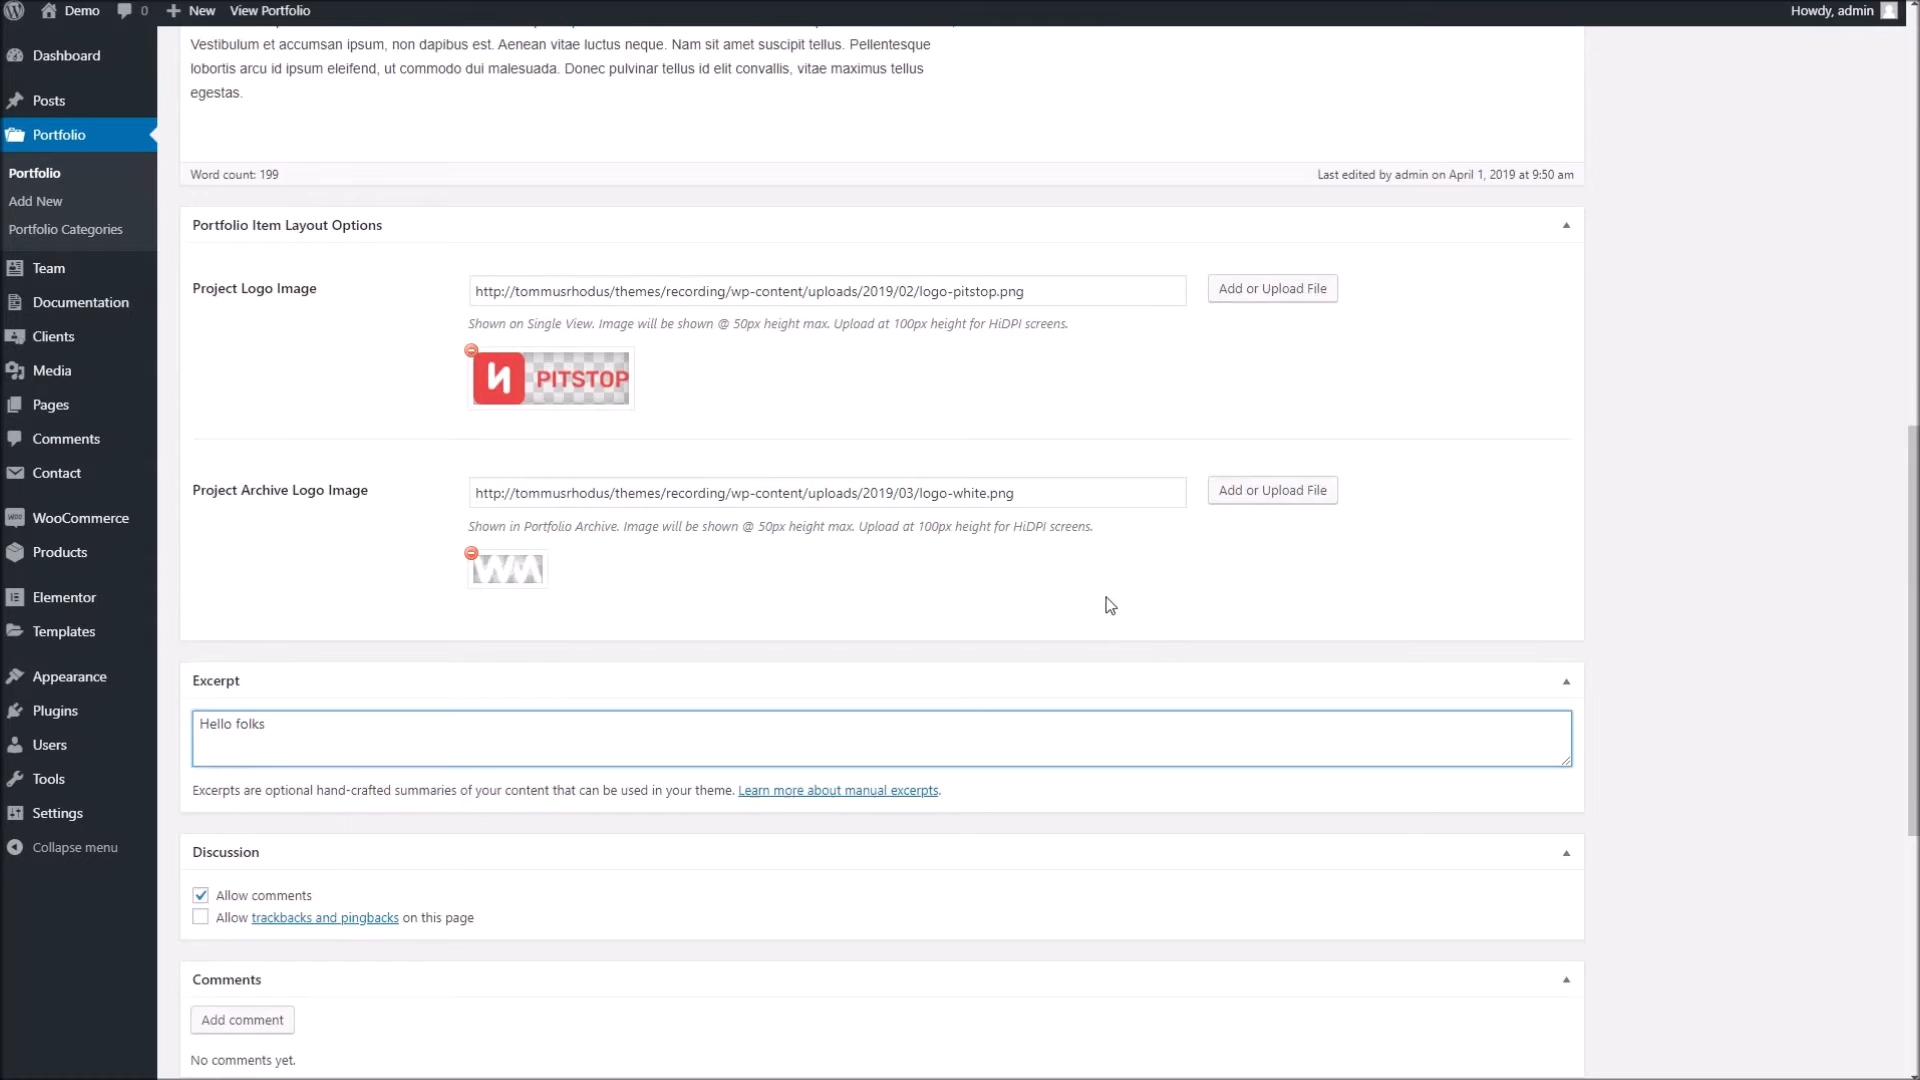 Demo 0 New View Portfolio Howdy, admin
Dashboard
Posts
Portfolio
Portfolio
Add New
Portfolio Categories
Team
Documentation
Clients
Media
Pages
Comments
Contact
WooCommerce
Products
Elementor
Templates
Appearance
Plugins
Users
Tools
Settings
Collapse menu
Vestibulum et accumsan ipsum, non dapibus est. Aenean vitae luctus neque. Nam sit amet suscipit tellus. Pellentesque
lobortis arcu id ipsum eleifend, ut commodo dui malesuada. Donec pulvinar tellus id elit convallis, vitae maximus tellus
egestas.
Word count: 199 Last edited by admin on April 1, 2019 at 9:50 am
Portfolio Item Layout Options
Project Logo Image http://tommusrhodus/themes/recording/wp-content/uploads/2019/02/logo-pitstop.png Add or Upload File
Shown on Single View. Image will be shown @ 50px height max. Upload at 100px height for HiDPI screens.
PITSTOP
Project Archive Logo Image http://tommusrhodus/themes/recording/wp-content/uploads/2019/03/logo-white.png Add or Upload File
Shown in Portfolio Archive. Image will be shown @ 50px height max. Upload at 100px height for HiDPI screens.
Excerpt
Hello folks
Excerpts are optional hand-crafted summaries of your content that can be used in your theme. Learn more about manual excerpts.
Discussion
Allow comments
Allow trackbacks and pingbacks on this page
Comments
Add comment
No comments yet.